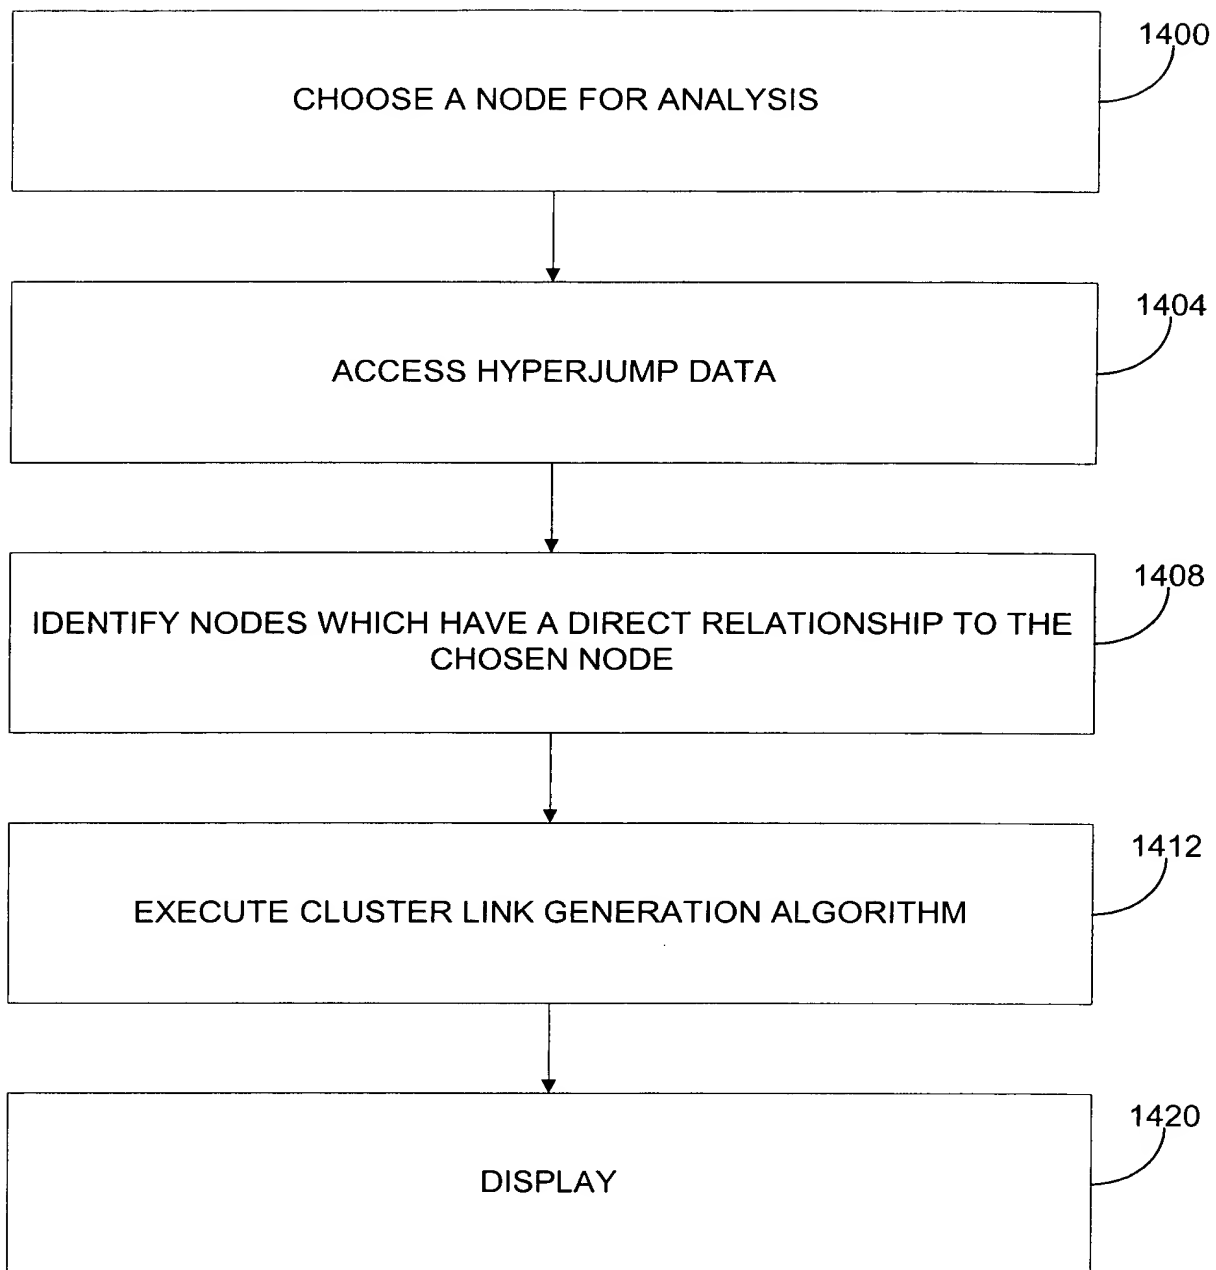 1400
CHOOSE A NODE FOR ANALYSIS
1404
ACCESS HYPERJUMP DATA
1408
IDENTIFY NODES WHICH HAVE A DIRECT RELATIONSHIP TO THE
CHOSEN NODE
1412
EXECUTE CLUSTER LINK GENERATION ALGORITHM
1420
DISPLAY